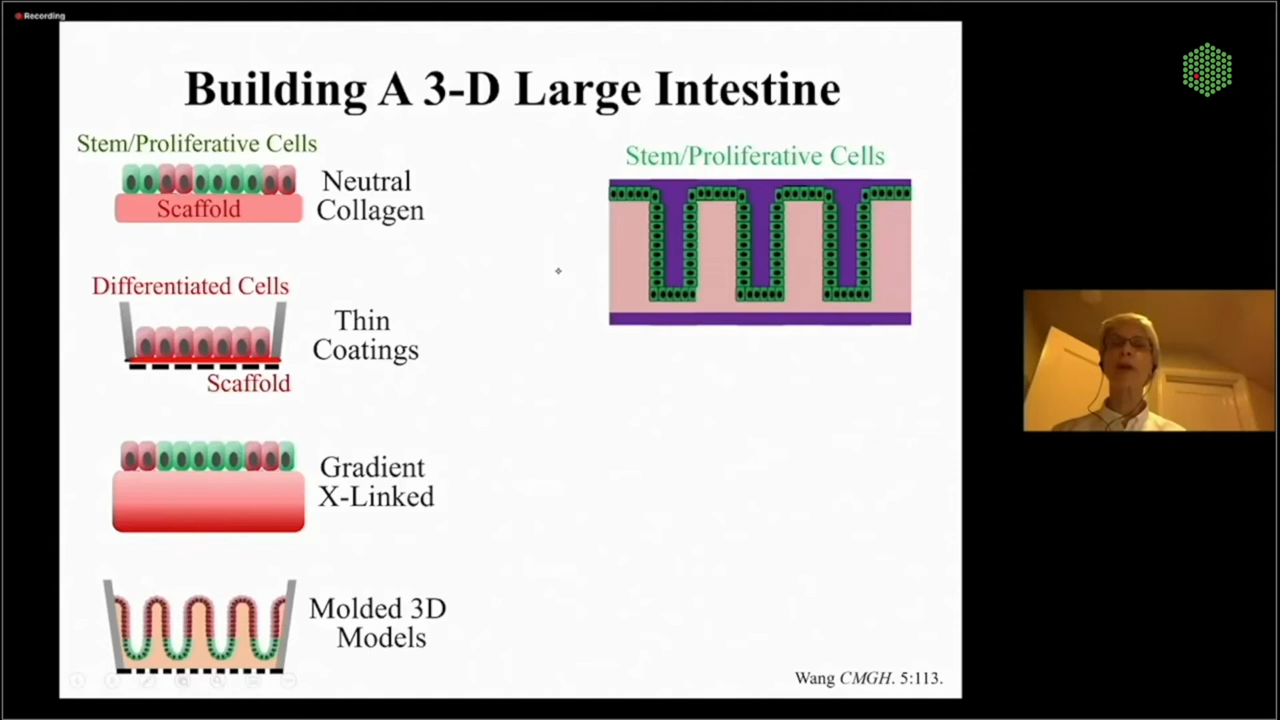 Recording
Building A 3-D Large Intestine
Stem/Proliferative Cells
Scaffold
Neutral
Collagen
Differentiated Cells
Scaffold
Thin
Coatings
Gradient
X-Linked
Molded 3D
Models
Stem/Proliferative Cells
Wang CMGH. 5:113.